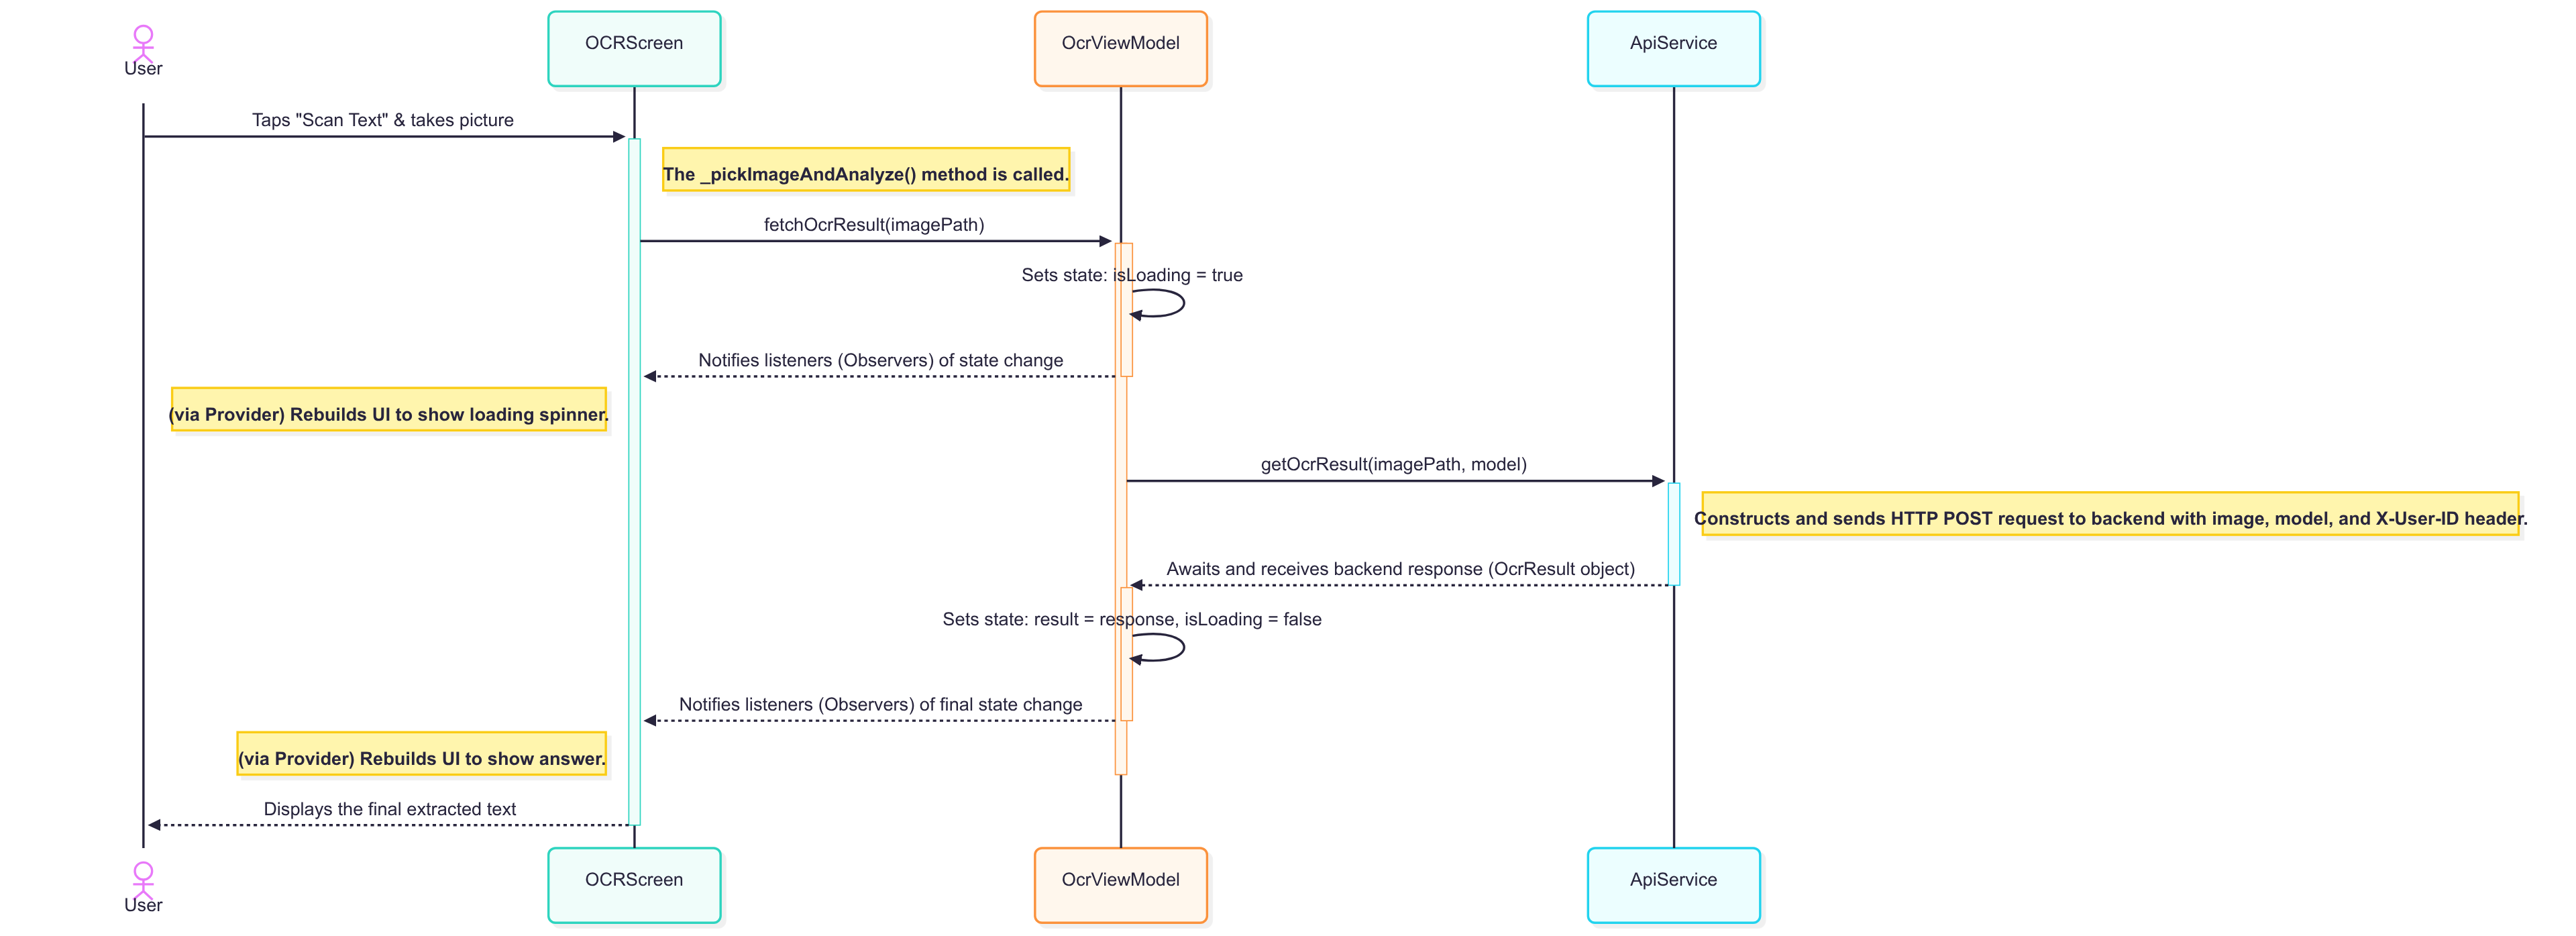 User
OCRScreen
OcrViewModel
ApiService
Taps "Scan Text" & takes picture
The _pickImageAndAnalyze() method is called.
fetchOcrResult(imagePath)
Sets state: isLoading = true
Notifies listeners (Observers) of state change
(via Provider) Rebuilds UI to show loading spinner.
getOcrResult(imagePath, model)
Constructs and sends HTTP POST request to backend with image, model, and X-User-ID header.
Awaits and receives backend response (OcrResult object)
Sets state: result = response, isLoading = false
Notifies listeners (Observers) of final state change
(via Provider) Rebuilds UI to show answer.
Displays the final extracted text
User
OCRScreen
OcrViewModel
ApiService